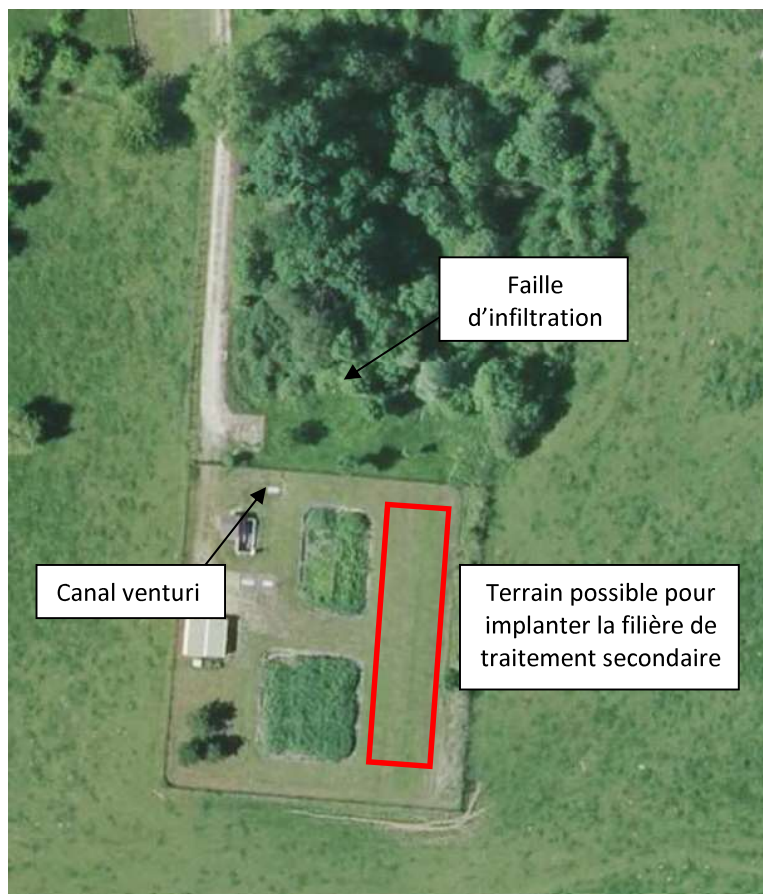 Faille
d’infiltration
Canal venturi
Terrain possible pour
implanter la filière de
traitement secondaire